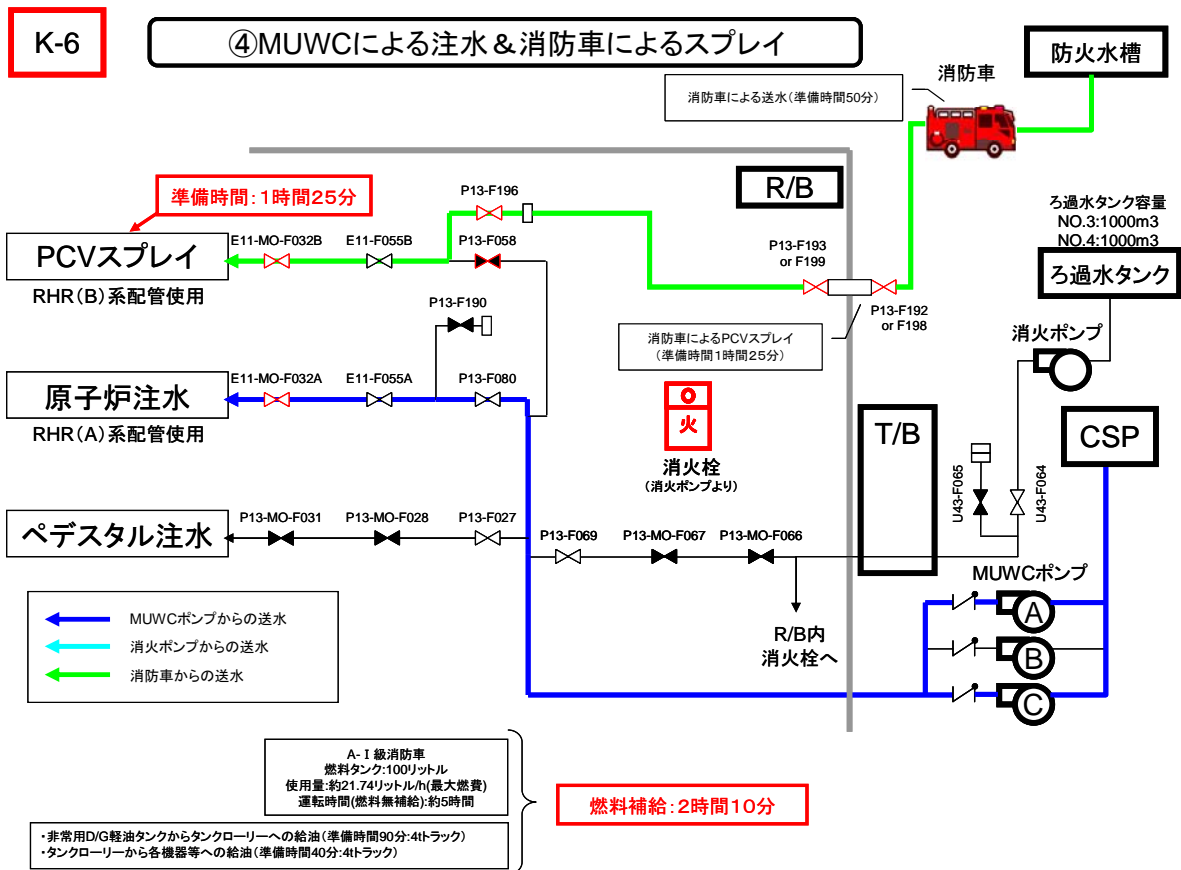 K-6
④MUWCによる注水&消防車によるスプレイ
防火水槽
消防車
消防車による送水(準備時間50分)
R/B
準備時間:1時間25分
P13-F196
ろ過水タンク容量
NO.3:1000m3
NO.4:1000m3
ろ過水タンク
PCVスプレイ
RHR(B)系配管使用
E11-MO-F032B
E11-F055B
P13-F058
P13-F193
or F199
P13-F192
or F198
P13-F190
消防車によるPCVスプレイ
(準備時間1時間25分)
消火ポンプ
原子炉注水
RHR(A)系配管使用
E11-MO-F032A
E11-F055A
P13-F080
火
消火栓
(消火ポンプより)
T/B
CSP
U43-F065
U43-F064
ペデスタル注水
P13-MO-F031
P13-MO-F028
P13-F027
P13-F069
P13-MO-F067
P13-MO-F066
MUWCポンプ
A
B
C
R/B内
消火栓へ
MUWCポンプからの送水
消火ポンプからの送水
消防車からの送水
A-Ⅰ級消防車
燃料タンク:100リットル
使用量:約21.74リットル/h(最大燃費)
運転時間(燃料無補給):約5時間
・非常用D/G軽油タンクからタンクローリーへの給油(準備時間90分:4tトラック)
・タンクローリーから各機器等への給油(準備時間40分:4tトラック)
燃料補給:2時間10分